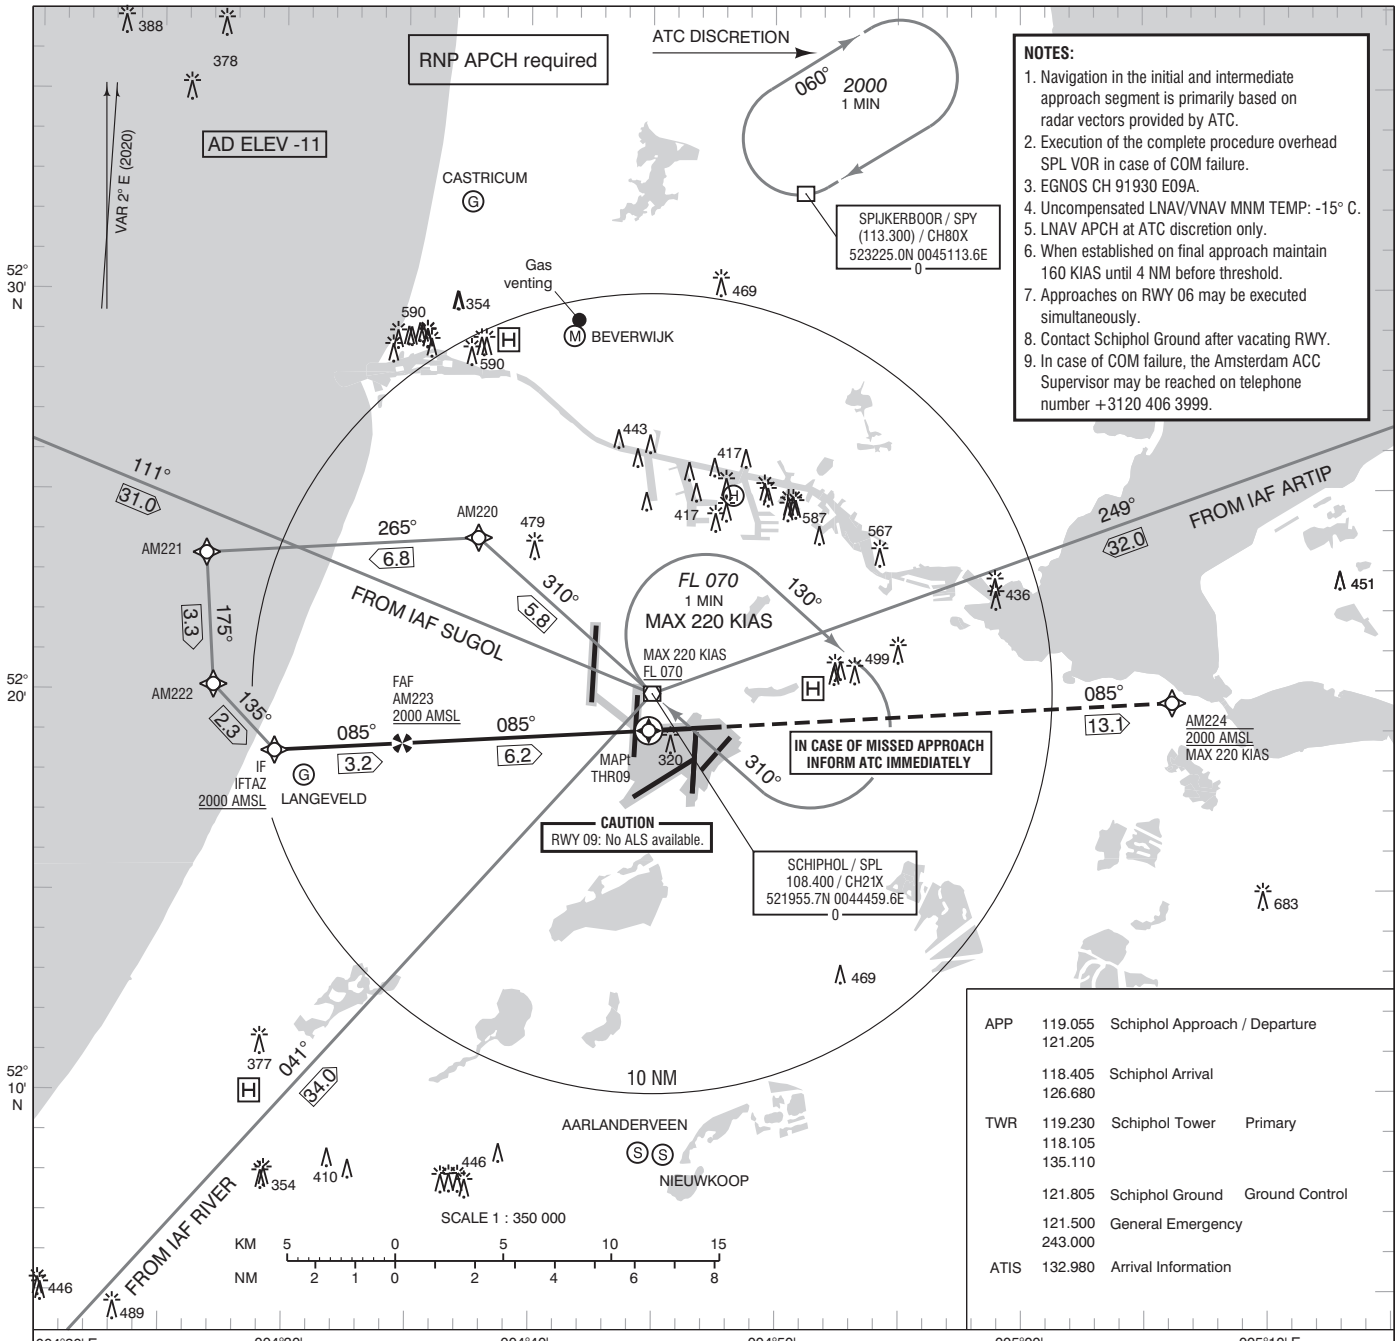 388
378
RNP APCH required
ATC DISCRETION
060°
2000
1 MIN
NOTES:
1. Navigation in the initial and intermediate
approach segment is primarily based on
radar vectors provided by ATC.
2. Execution of the complete procedure overhead
SPL VOR in case of COM failure.
3. EGNOS CH 91930 E09A.
4. Uncompensated LNAV/VNAV MNM TEMP: -15° C.
5. LNAV APCH at ATC discretion only.
6. When established on final approach maintain
160 KIAS until 4 NM before threshold.
7. Approaches on RWY 06 may be executed
simultaneously.
8. Contact Schiphol Ground after vacating RWY.
9. In case of COM failure, the Amsterdam ACC
Supervisor may be reached on telephone
number +3120 406 3999.
AD ELEV -11
VAR 2° E (2020)
CASTRICUM
G
SPIJKERBOOR / SPY
(113.300) / CH80X
523225.0N 0045113.6E
0
52°
30'
N
Gas
venting
354
469
590
H
M BEVERWIJK
590
443
417
H
417
587
567
436
451
111°
31.0
249°
32.0
FROM IAF ARTIP
AM220
AM221
265°
6.8
479
310°
5.8
FROM IAF SUGOL
175°
3.3
FL 070
1 MIN
MAX 220 KIAS
130°
MAX 220 KIAS
FL 070
499
H
52°
20'
N
AM222
135°
2.3
FAF
AM223
2000 AMSL
085°
3.2
085°
6.2
085°
13.1
AM224
2000 AMSL
MAX 220 KIAS
IF
IFTAZ
2000 AMSL
G
LANGEVELD
MAPt
THR09
320
310°
IN CASE OF MISSED APPROACH
INFORM ATC IMMEDIATELY
CAUTION
RWY 09: No ALS available.
SCHIPHOL / SPL
108.400 / CH21X
521955.7N 0044459.6E
0
683
469
377
H
041°
34.0
52°
10'
N
10 NM
AARLANDERVEEN
S S
NIEUWKOOP
354
410
446
FROM IAF RIVER
446
489
SCALE 1 : 350 000
KM 5 0 5 10 15
NM 2 1 0 2 4 6 8
APP 119.055 Schiphol Approach / Departure
121.205
118.405 Schiphol Arrival
126.680
TWR 119.230 Schiphol Tower Primary
118.105
135.110
121.805 Schiphol Ground Ground Control
121.500 General Emergency
243.000
ATIS 132.980 Arrival Information